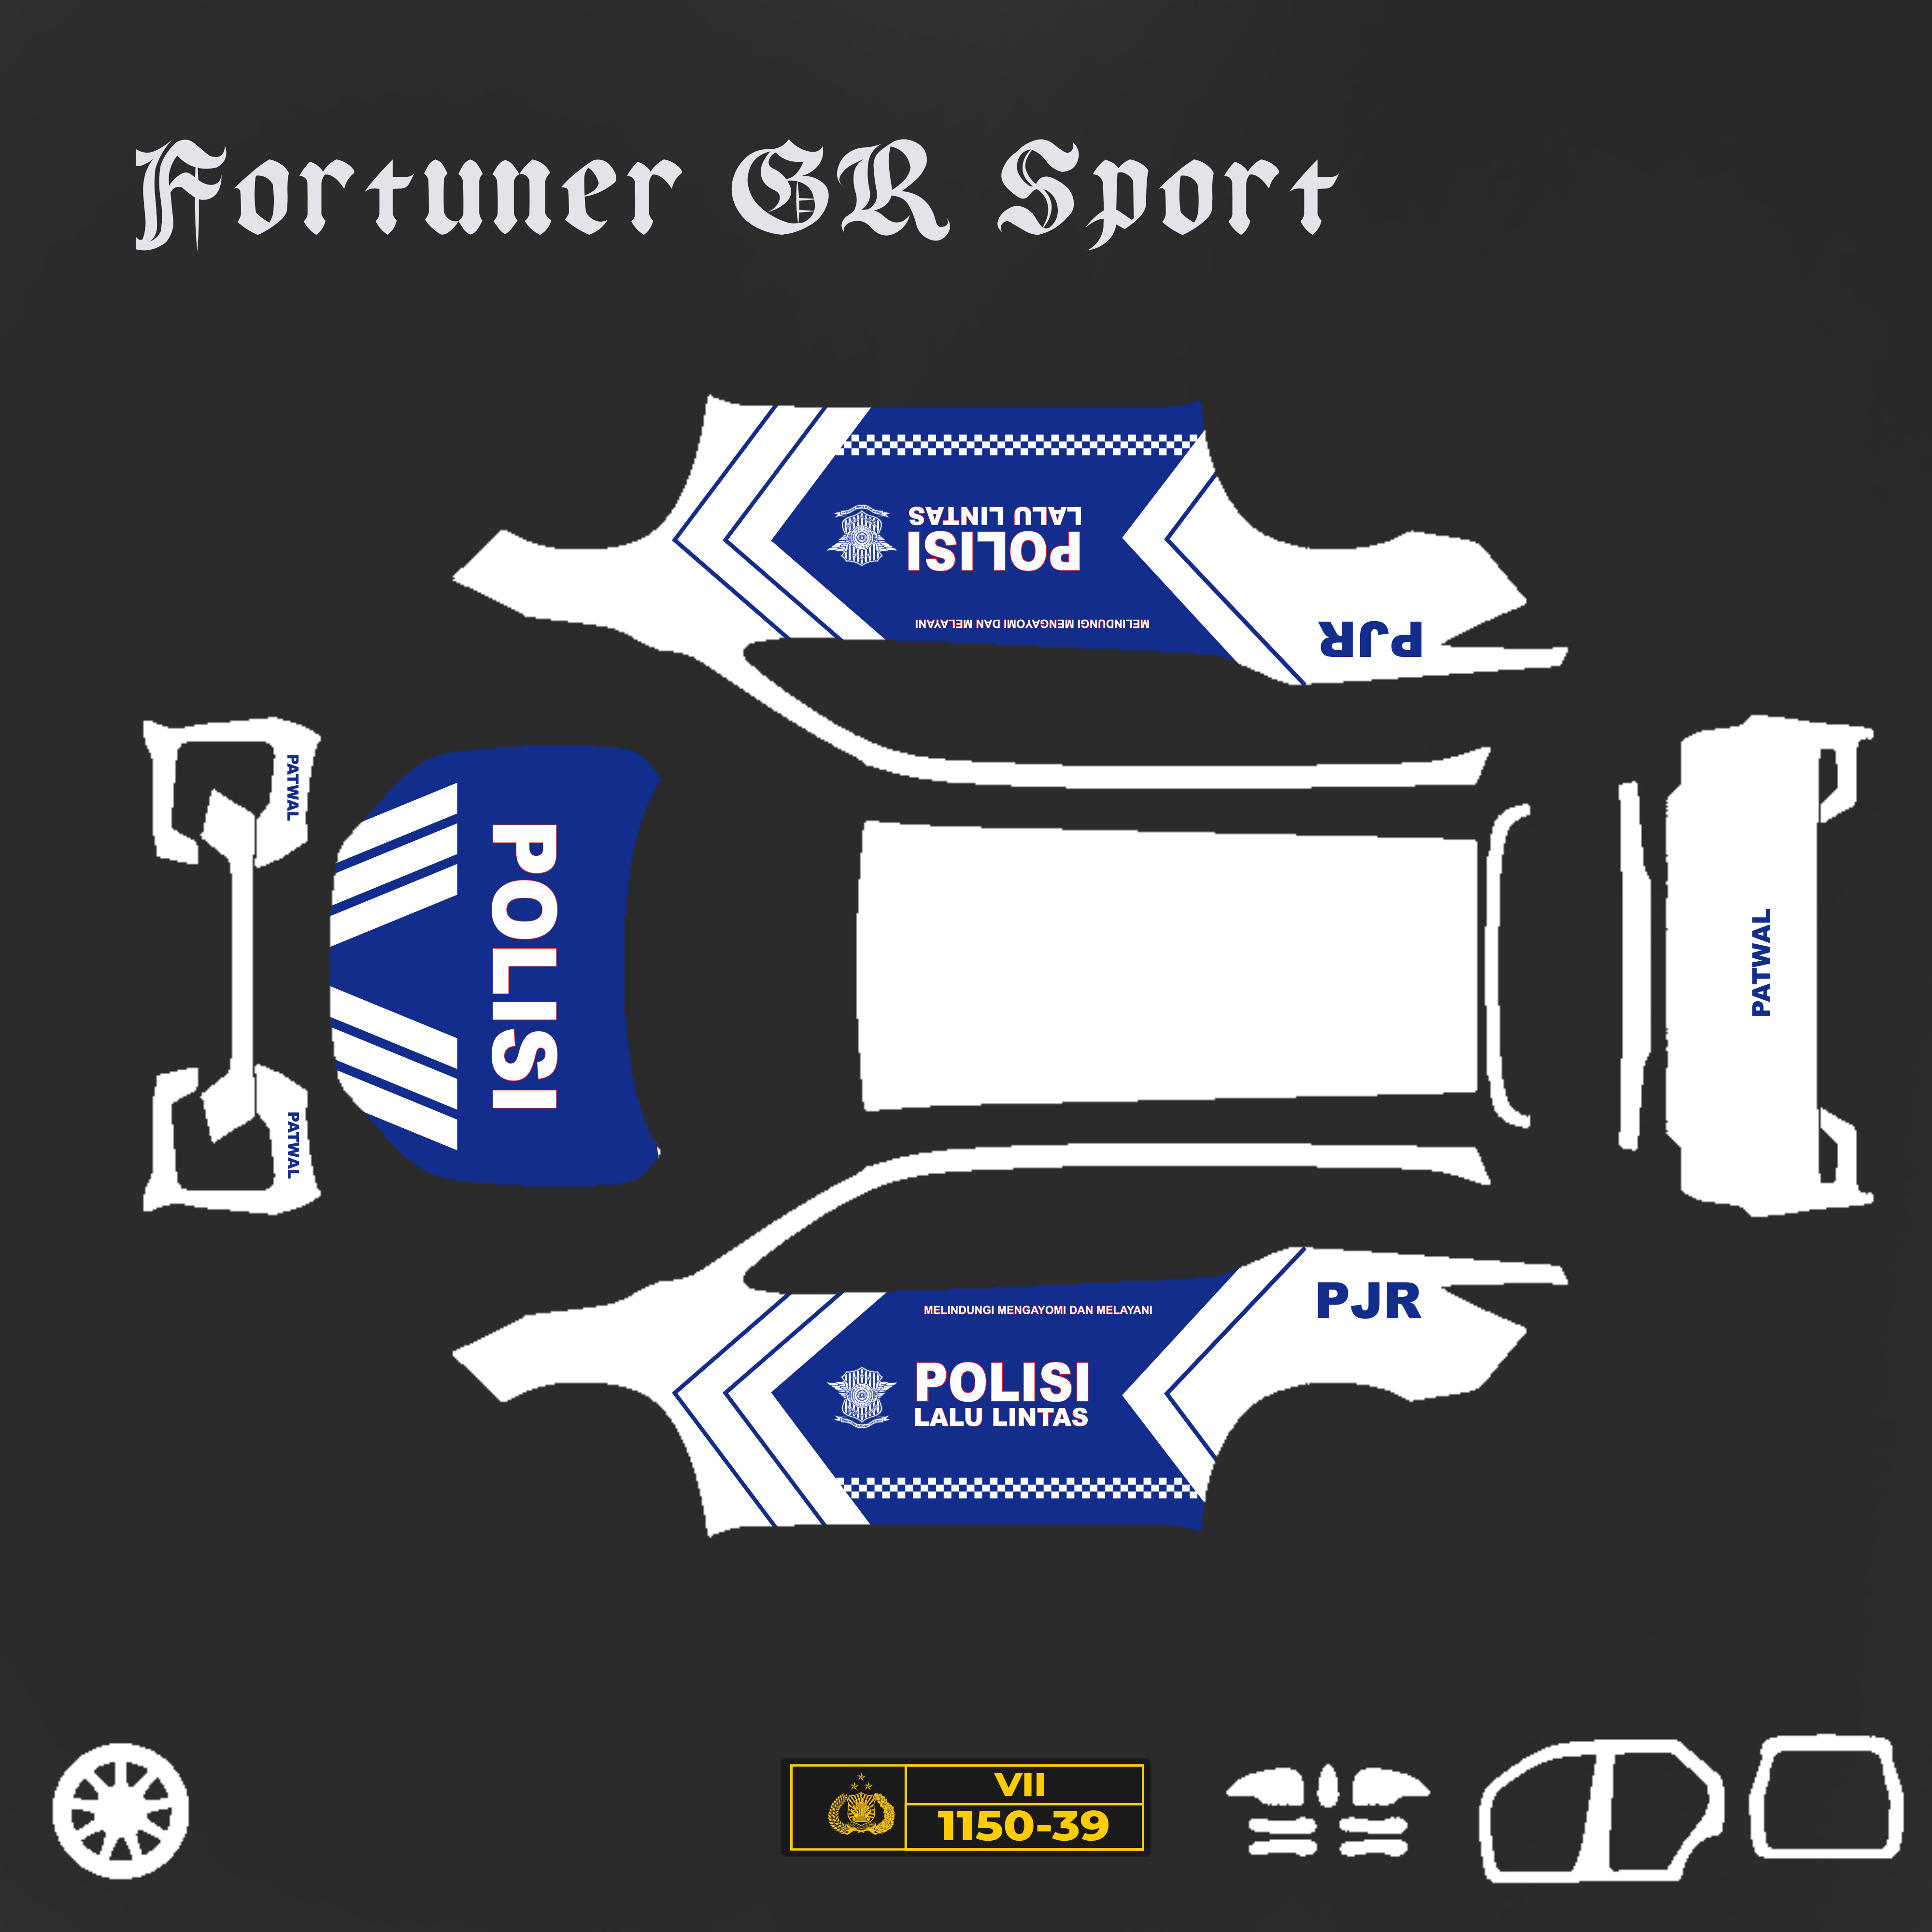 Fortuner GR Sport
POLISI
LALU LINTAS
MELINDUNGI MENGAYOMI DAN MELAYANI
PJR
PATWAL
POLISI
PATWAL
PATWAL
MELINDUNGI MENGAYOMI DAN MELAYANI
PJR
POLISI
LALU LINTAS
VII
1150-39